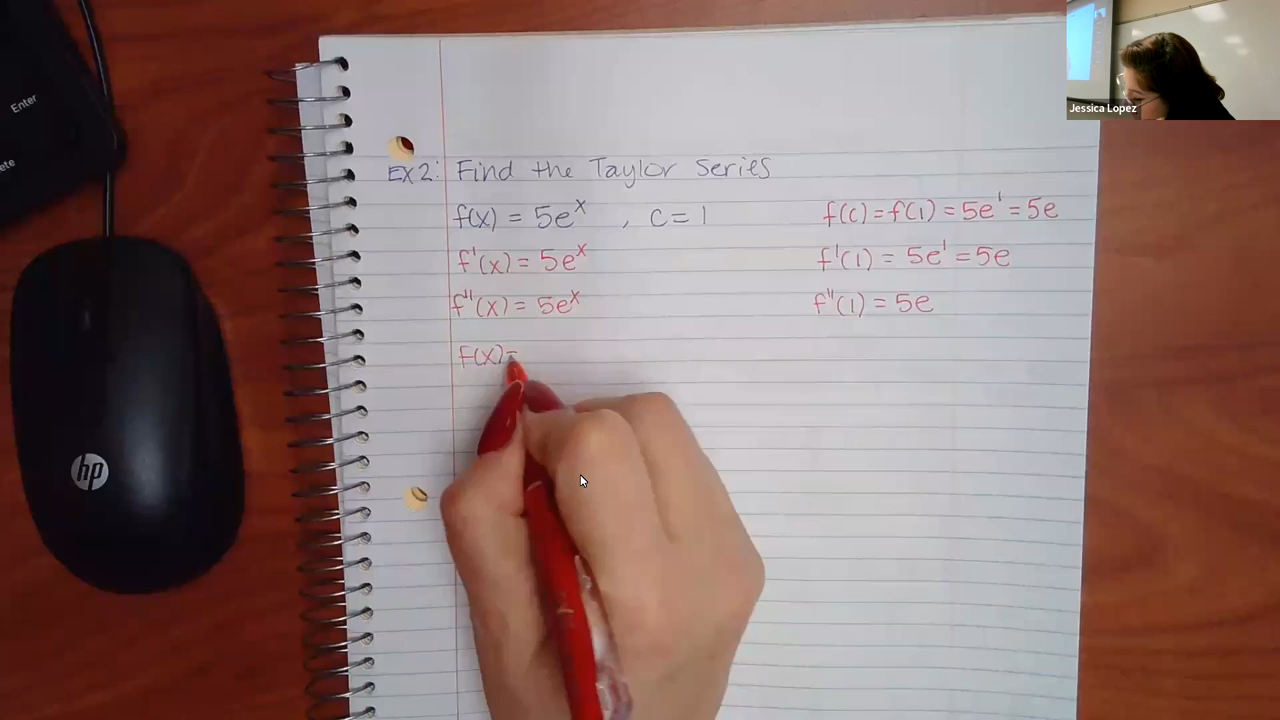 Enter
ete
hp
Jessica Lopez
EX 2: Find the Taylor Series
f(x) = 5e^x , c = 1
f(c) = f(1) = 5e^1 = 5e
f'(x) = 5e^x
f'(1) = 5e^1 = 5e
f''(x) = 5e^x
f''(1) = 5e
f(x) =